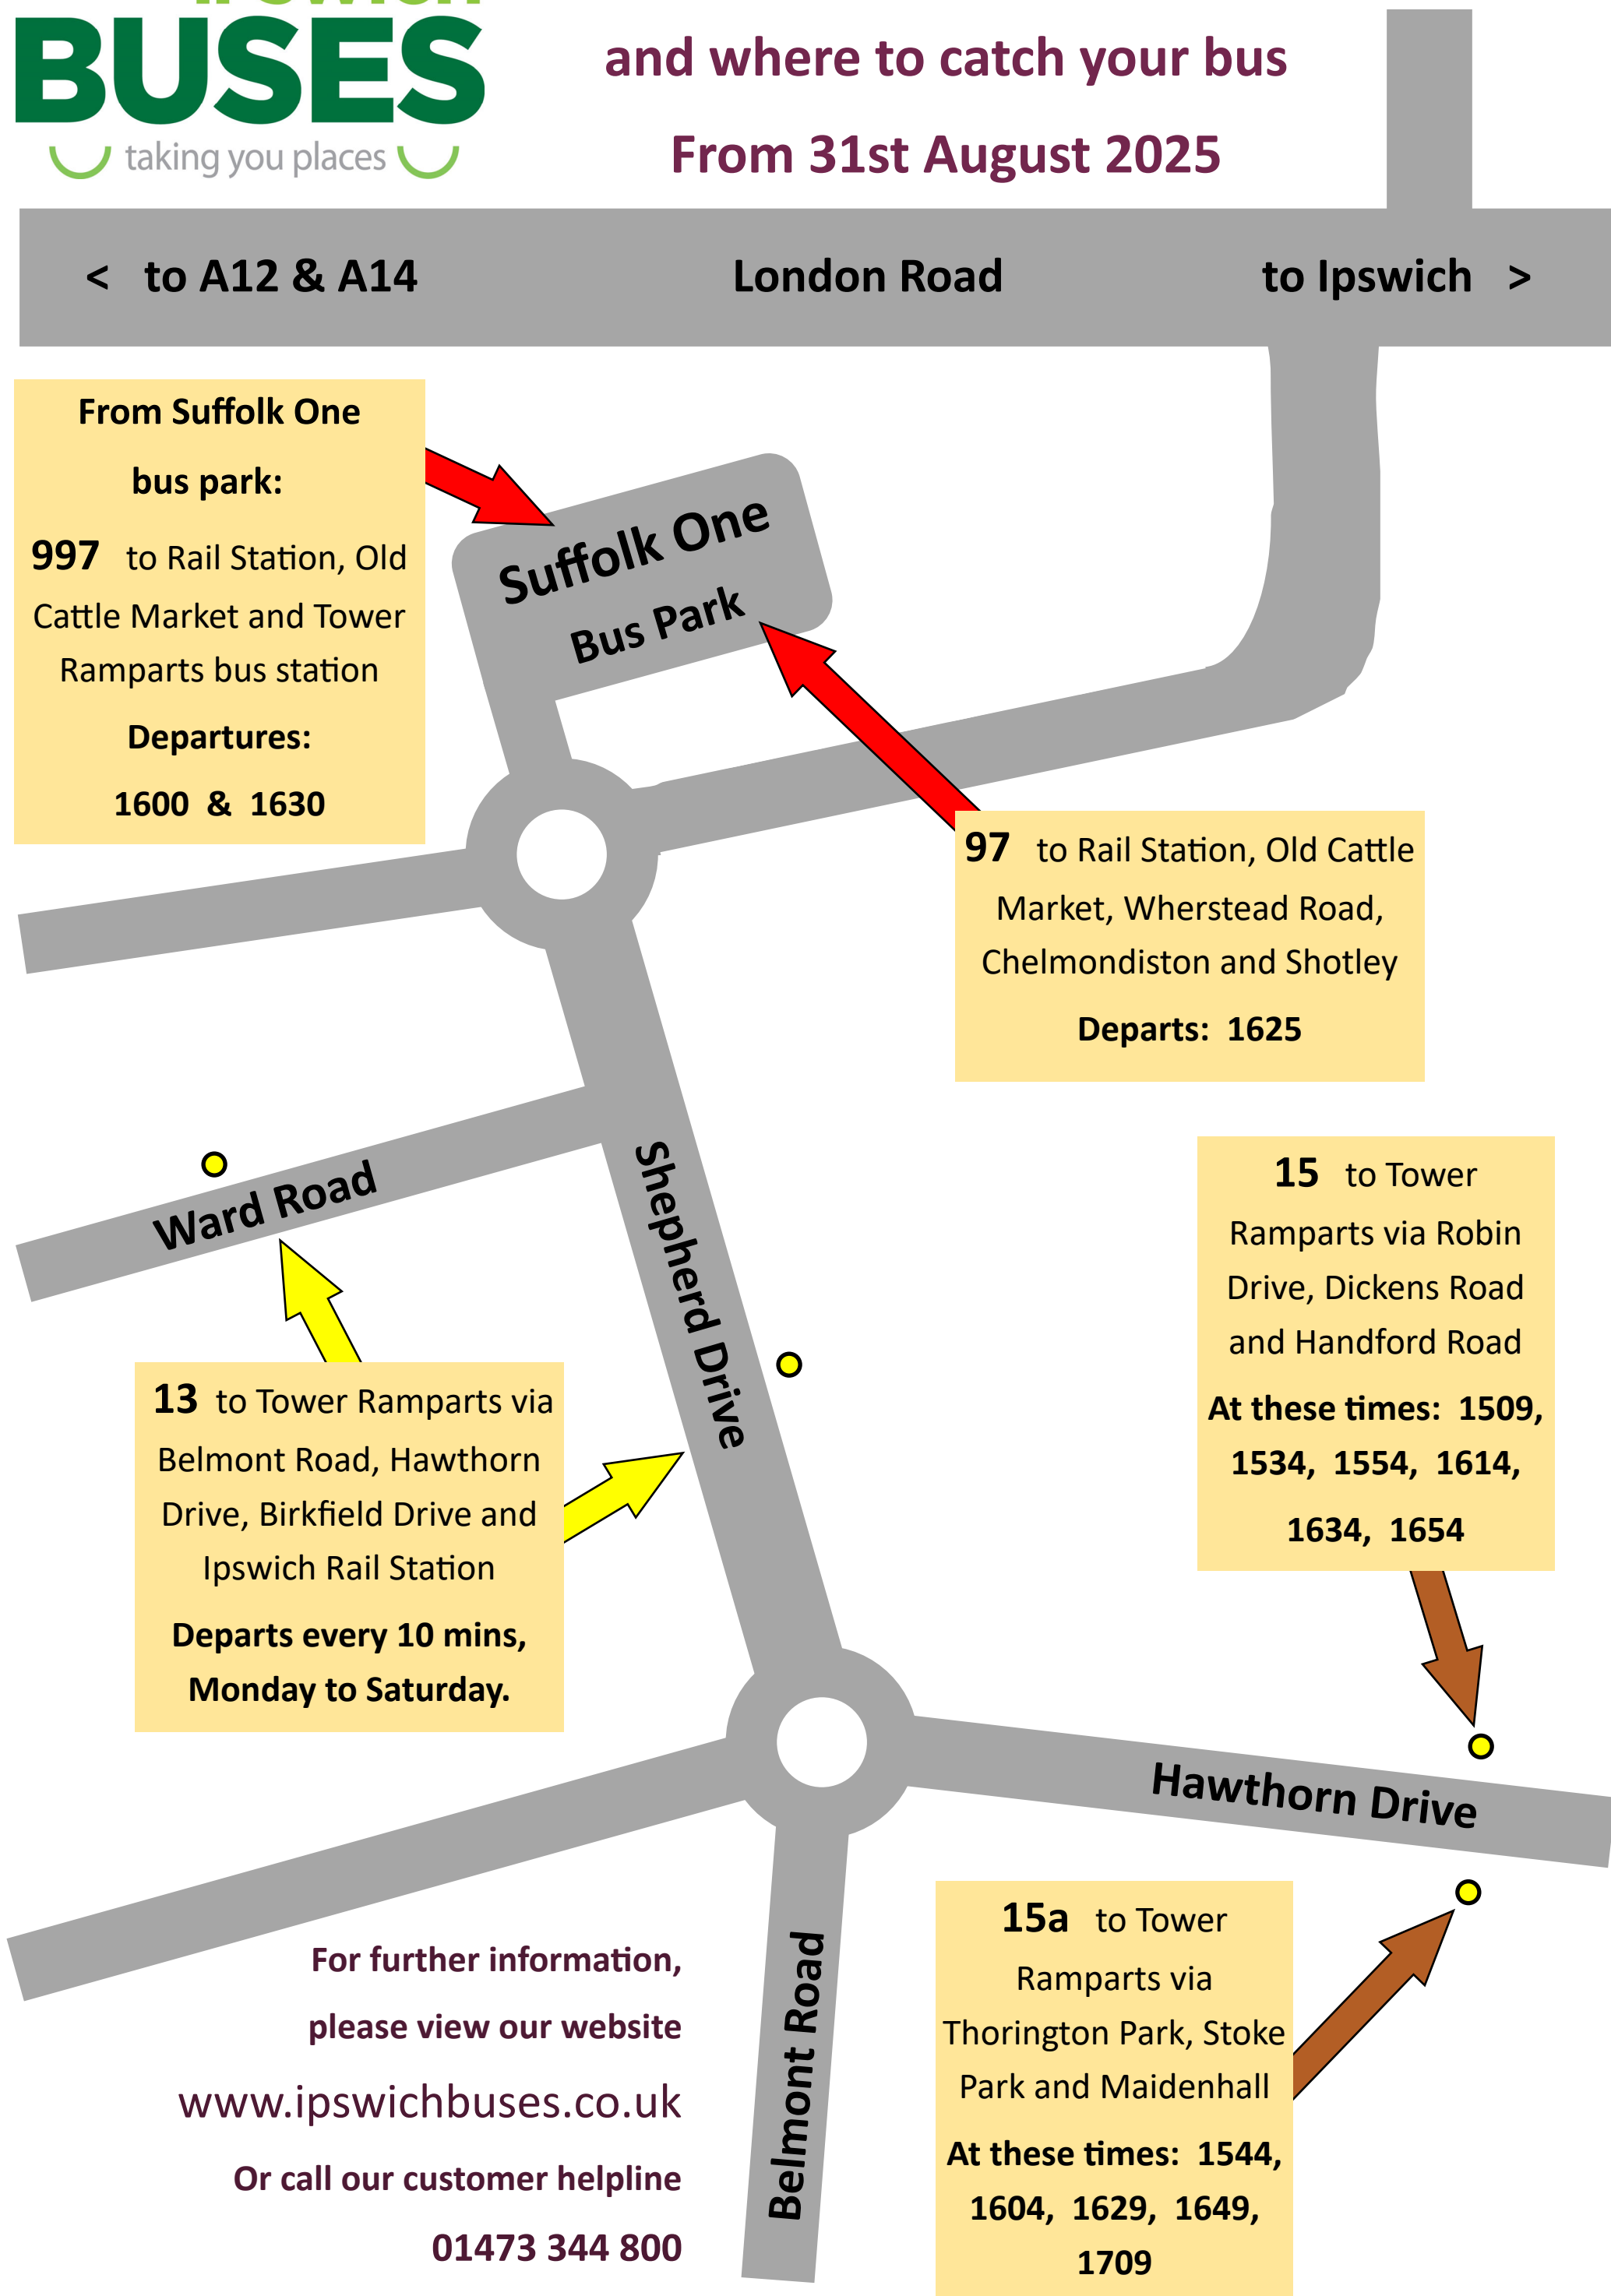 BUSES
taking you places
and where to catch your bus
From 31st August 2025
< to A12 & A14
London Road
to Ipswich >
From Suffolk One
bus park:
997 to Rail Station, Old
Cattle Market and Tower
Ramparts bus station
Departures:
1600 & 1630
Suffolk One
Bus Park
97 to Rail Station, Old Cattle
Market, Wherstead Road,
Chelmondiston and Shotley
Departs: 1625
Ward Road
Shepherd Drive
15 to Tower
Ramparts via Robin
Drive, Dickens Road
and Handford Road
At these times: 1509,
1534, 1554, 1614,
1634, 1654
13 to Tower Ramparts via
Belmont Road, Hawthorn
Drive, Birkfield Drive and
Ipswich Rail Station
Departs every 10 mins,
Monday to Saturday.
Hawthorn Drive
Belmont Road
15a to Tower
Ramparts via
Thorington Park, Stoke
Park and Maidenhall
At these times: 1544,
1604, 1629, 1649,
1709
For further information,
please view our website
www.ipswichbuses.co.uk
Or call our customer helpline
01473 344 800